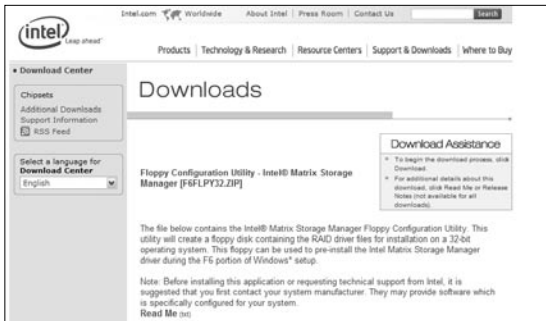 Intel.com Worldwide About Intel | Press Room | Contact Us Search
intel Leap ahead™
Products | Technology & Research | Resource Centers | Support & Downloads | Where to Buy
• Download Center
Chipsets
Additional Downloads
Support Information
RSS Feed
Select a language for
Download Center
English
Downloads
Download Assistance
To begin the download process, click
Download.
For additional details about this
download, click Read Me or Release
Notes (not available for all
downloads).
Floppy Configuration Utility - Intel® Matrix Storage
Manager [F6FLPY32.ZIP]
The file below contains the Intel® Matrix Storage Manager Floppy Configuration Utility. This
utility will create a floppy disk containing the RAID driver files for installation on a 32-bit
operating system. This floppy can be used to pre-install the Intel Matrix Storage Manager
driver during the F6 portion of Windows* setup.
Note: Before installing this application or requesting technical support from Intel, it is
suggested that you first contact your system manufacturer. They may provide software which
is specifically configured for your system.
Read Me (txt)